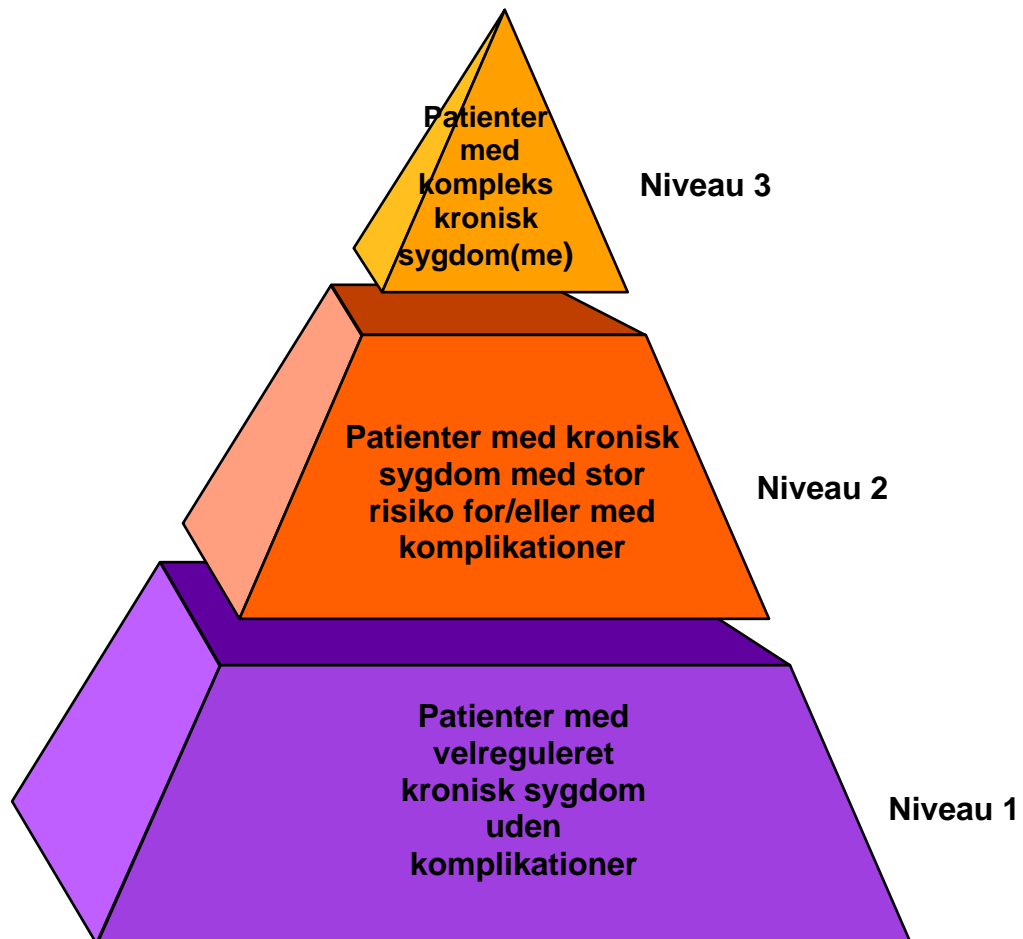 Patienter
med
kompleks
kronisk
sygdom(me)
Niveau 3
Patienter med kronisk
sygdom med stor
risiko for/eller med
komplikationer
Niveau 2
Patienter med
velreguleret
kronisk sygdom
uden
komplikationer
Niveau 1